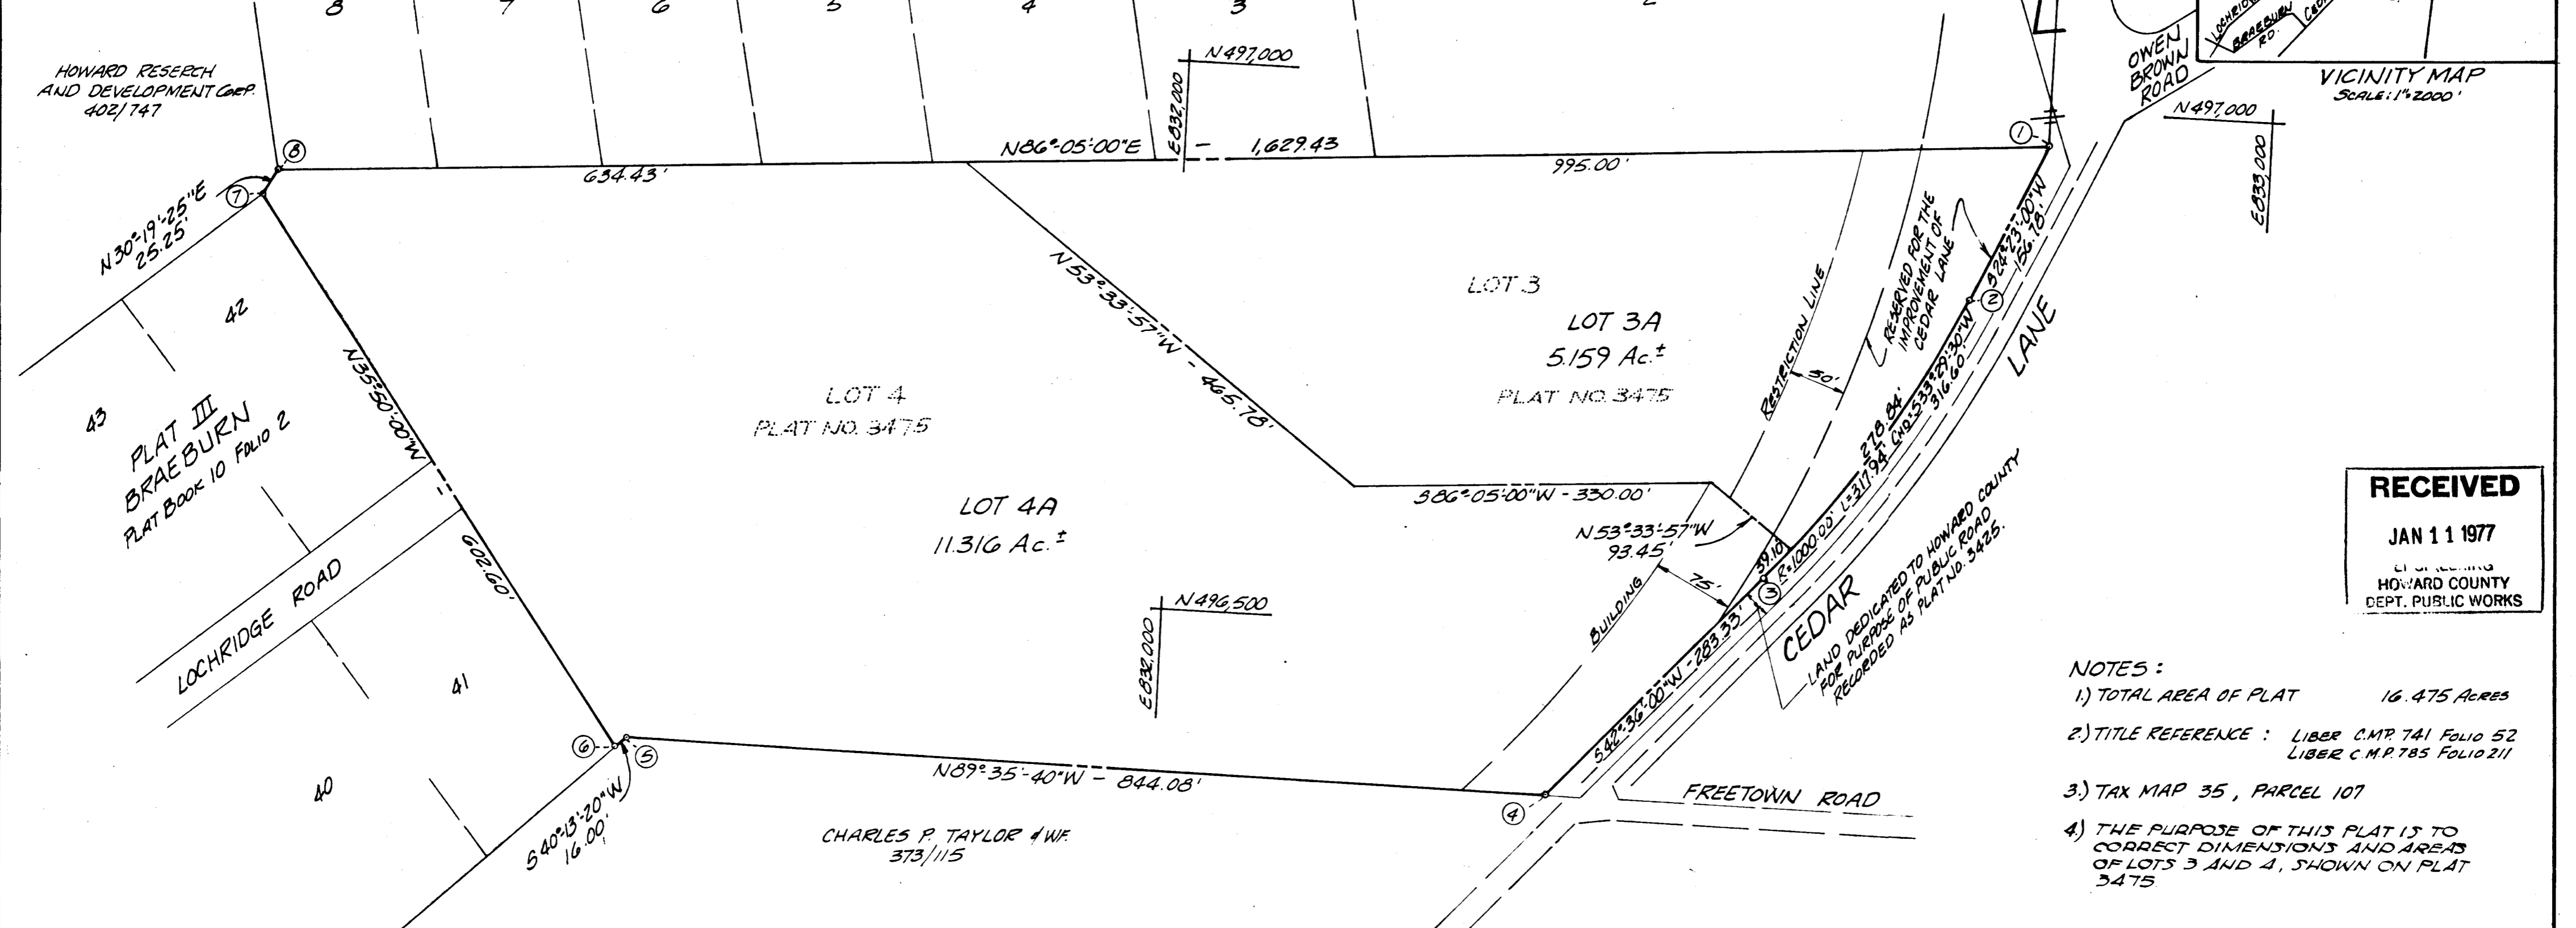 8 7 6 5 4 3 2
HOWARD RESERCH
AND DEVELOPMENT CORP.
402/747
N497,000
E832,000
N86°-05'-00"E - 1,629.43
634.43'
995.00'
8
7
1
N30°-19'-25"E
25.25'
OWEN
BROWN
ROAD
BRAEBURN
RD.
VICINITY MAP
SCALE: 1"=2000'
N497,000
E833,000
S24°-23'-00"W
156.78'
2
RESERVED FOR THE
IMPROVEMENT OF
CEDAR LANE
RESTRICTION LINE
50'
LOT 3
LOT 3A
5.159 Ac.±
PLAT NO. 3475
N53°-33'-57"W - 465.78'
LOT 4
PLAT NO. 3475
LOT 4A
11.316 Ac.±
42
43
PLAT III
BRAEBURN
PLAT BOOK 10 FOLIO 2
N35°-50'-00"W -
602.60'
LOCHRIDGE ROAD
41
40
S86°-05'-00"W - 330.00'
N53°-33'-57"W
93.45'
278.84'
39.10'
R=1000.00' L=317.94' CHD=S33°-29'-30"W
316.60'
3
BUILDING
75'
CEDAR
LANE
LAND DEDICATED TO HOWARD COUNTY
FOR PURPOSE OF PUBLIC ROAD
RECORDED AS PLAT NO. 3425.
S42°-36'-00"W - 283.33'
N496,500
E832,000
6
5
S40°-13'-20"W
16.00'
N89°-35'-40"W - 844.08'
4
FREETOWN ROAD
CHARLES P. TAYLOR & WF.
373/115
RECEIVED
JAN 11 1977
HOWARD COUNTY
DEPT. PUBLIC WORKS
NOTES:
1.) TOTAL AREA OF PLAT 16.475 ACRES
2.) TITLE REFERENCE : LIBER C.M.P. 741 FOLIO 52
LIBER C.M.P. 785 FOLIO 211
3.) TAX MAP 35, PARCEL 107
4.) THE PURPOSE OF THIS PLAT IS TO
CORRECT DIMENSIONS AND AREAS
OF LOTS 3 AND 4, SHOWN ON PLAT
3475